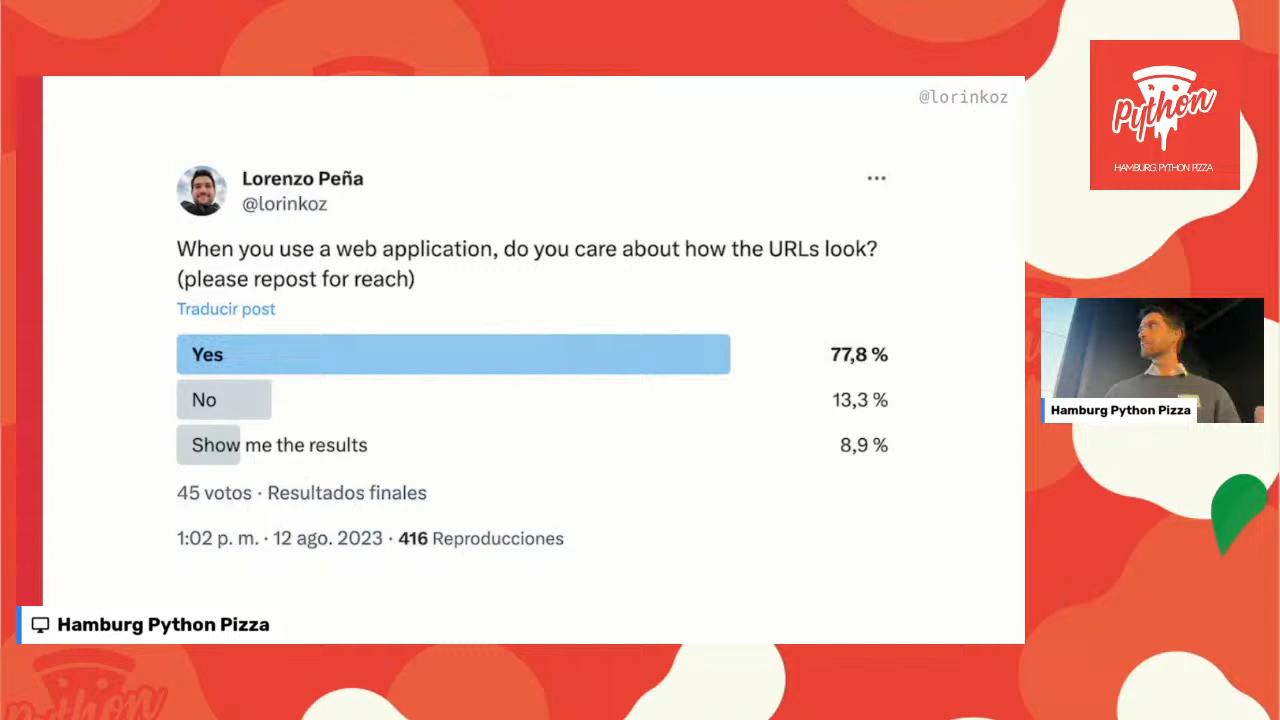 @lorinkoz
Lorenzo Peña
@lorinkoz
When you use a web application, do you care about how the URLs look?
(please repost for reach)
Traducir post
Yes 77,8 %
No 13,3 %
Show me the results 8,9 %
45 votos · Resultados finales
1:02 p. m. · 12 ago. 2023 · 416 Reproducciones
Hamburg Python Pizza
Python
HAMBURG PYTHON PIZZA
Hamburg Python Pizza
Python